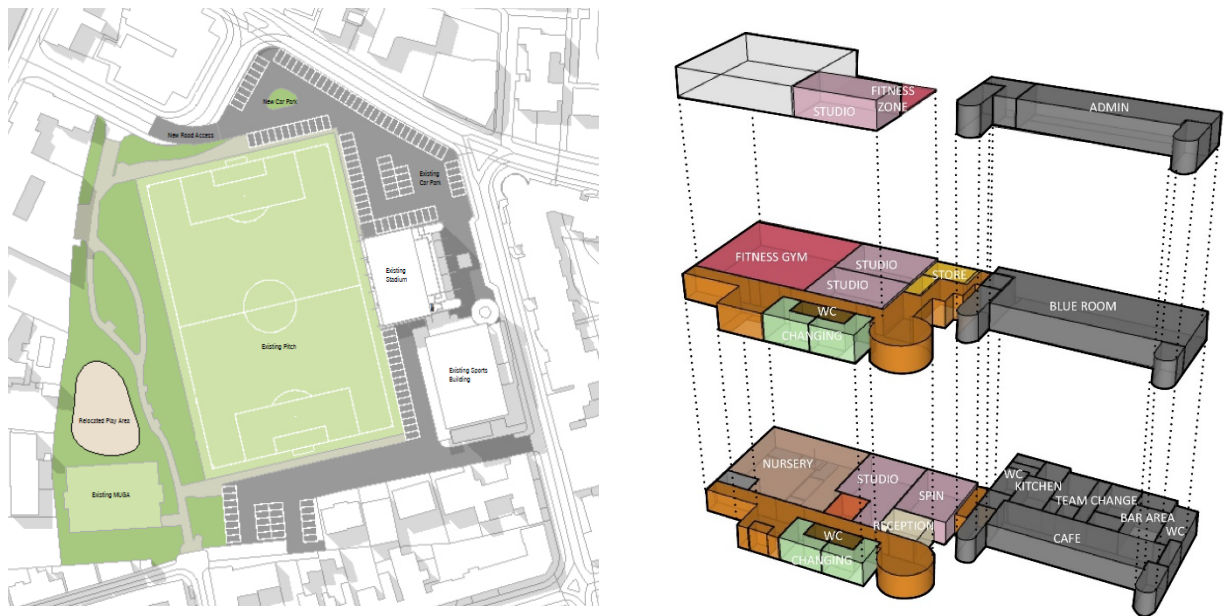 New Car Park
New Road Access
Existing
Car Park
Existing
Stadium
Existing Pitch
Existing Sports
Building
Relocated Play Area
Existing MUGA
FITNESS
ZONE
STUDIO
ADMIN
FITNESS GYM
STUDIO
STUDIO
STORE
WC
CHANGING
BLUE ROOM
NURSERY
STUDIO
SPIN
RECEPTION
WC
CHANGING
WC
KITCHEN
TEAM CHANGE
BAR AREA
WC
CAFE